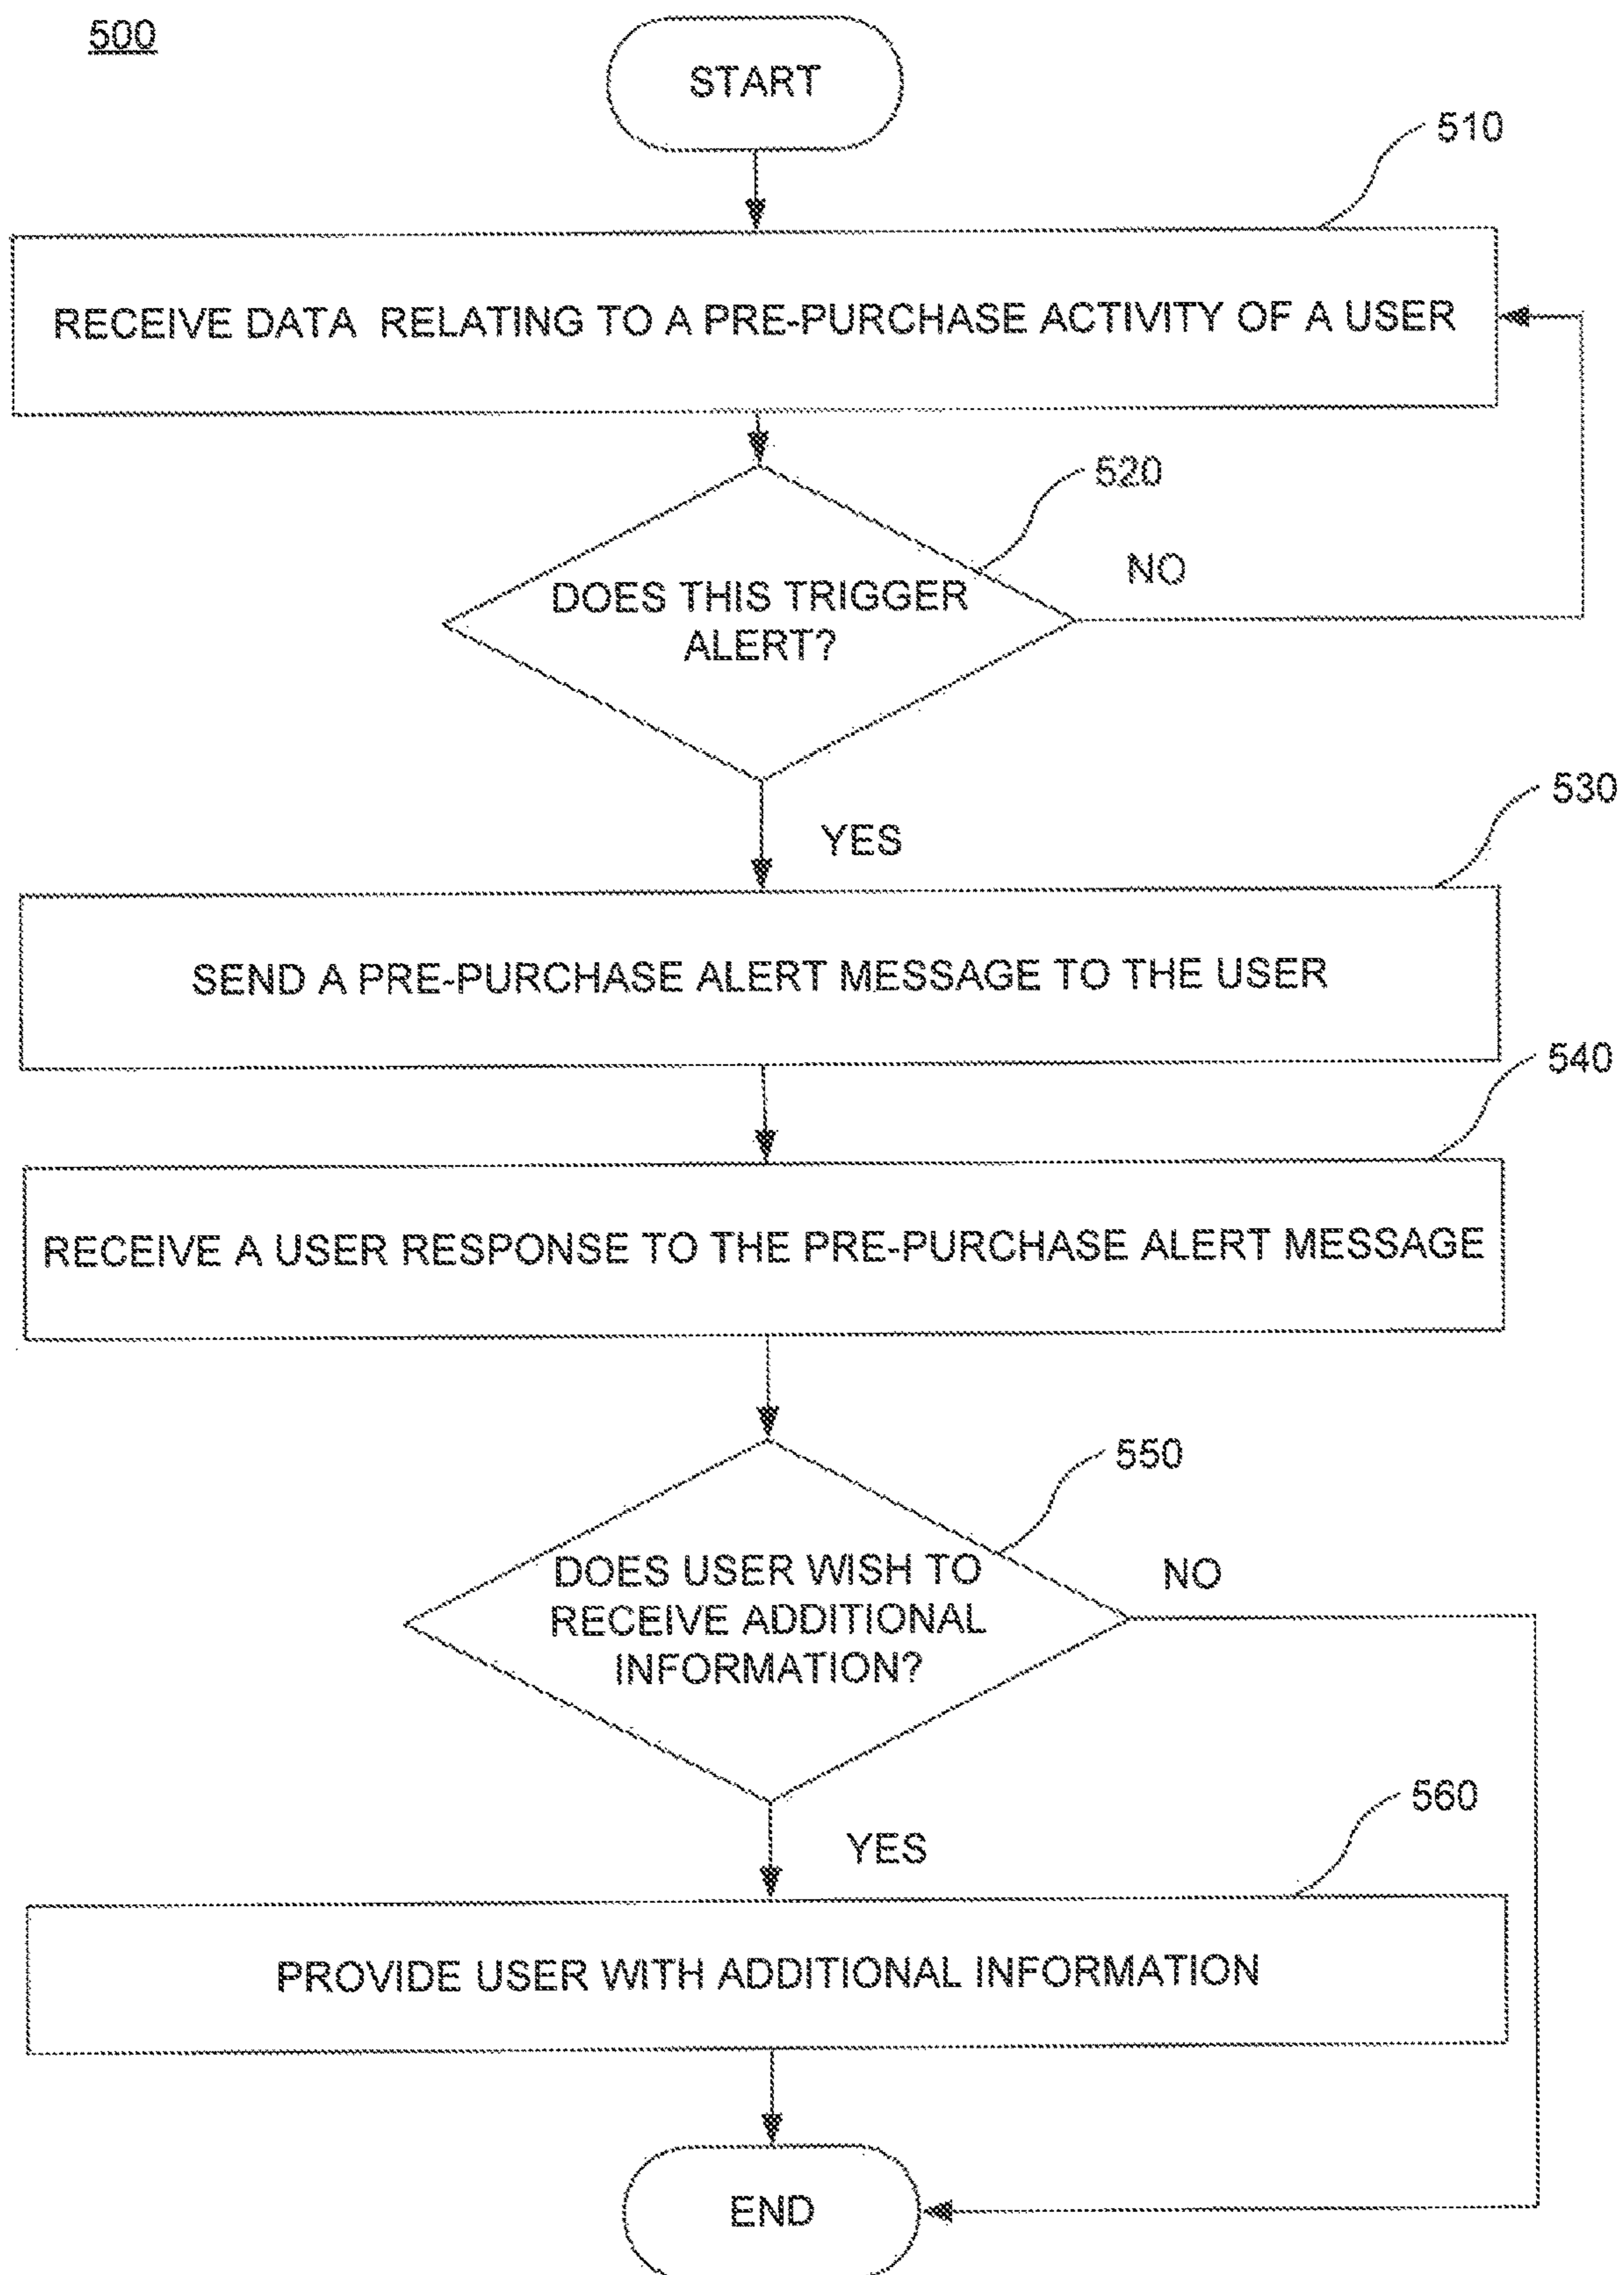 500
START
510
RECEIVE DATA RELATING TO A PRE-PURCHASE ACTIVITY OF A USER
520
DOES THIS TRIGGER
ALERT?
NO
YES
530
SEND A PRE-PURCHASE ALERT MESSAGE TO THE USER
540
RECEIVE A USER RESPONSE TO THE PRE-PURCHASE ALERT MESSAGE
550
DOES USER WISH TO
RECEIVE ADDITIONAL
INFORMATION?
NO
YES
560
PROVIDE USER WITH ADDITIONAL INFORMATION
END